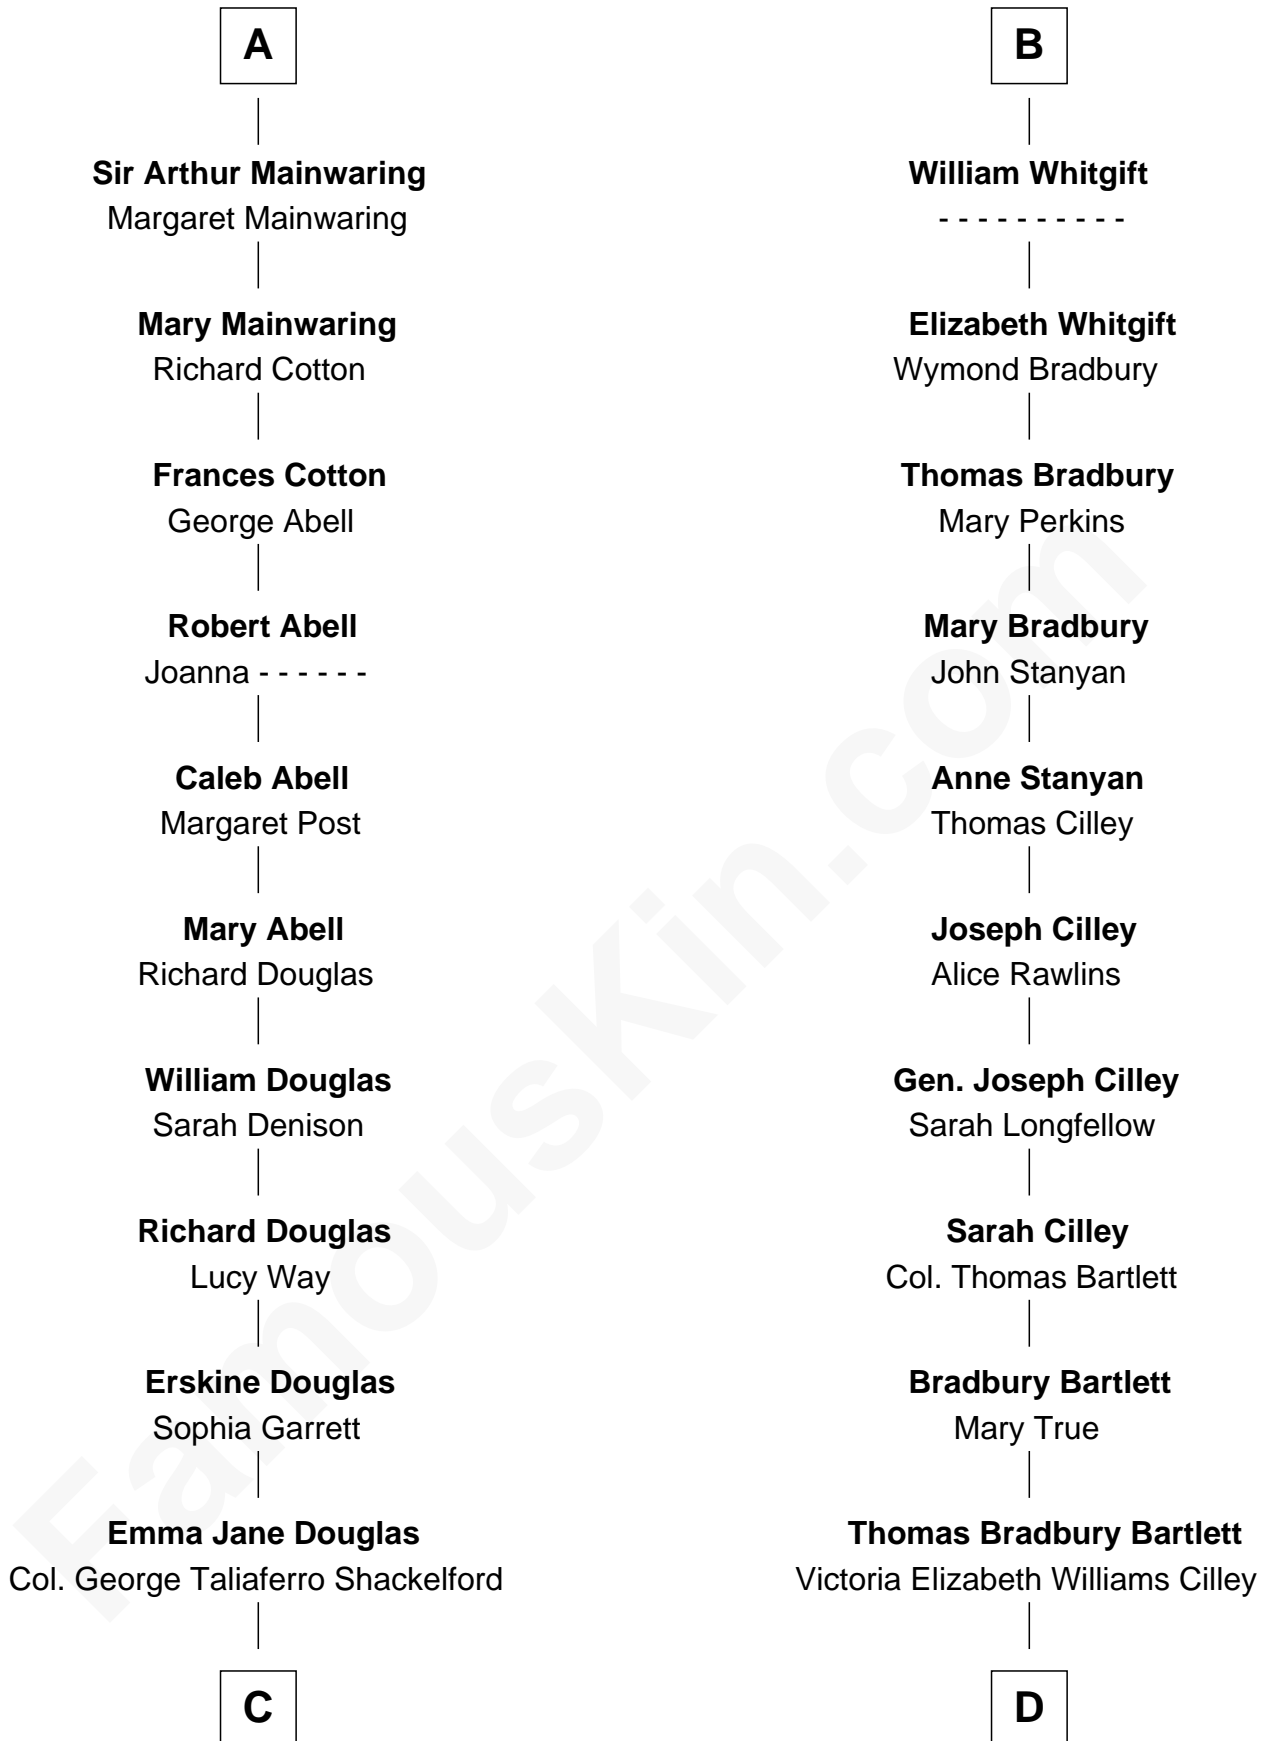 A
B
Sir Arthur Mainwaring
Margaret Mainwaring
William Whitgift
- - - - - - - - - -
Mary Mainwaring
Richard Cotton
Elizabeth Whitgift
Wymond Bradbury
Frances Cotton
George Abell
Thomas Bradbury
Mary Perkins
Robert Abell
Joanna - - - - - -
Mary Bradbury
John Stanyan
Caleb Abell
Margaret Post
Anne Stanyan
Thomas Cilley
Mary Abell
Richard Douglas
Joseph Cilley
Alice Rawlins
William Douglas
Sarah Denison
Gen. Joseph Cilley
Sarah Longfellow
Richard Douglas
Lucy Way
Sarah Cilley
Col. Thomas Bartlett
Erskine Douglas
Sophia Garrett
Bradbury Bartlett
Mary True
Emma Jane Douglas
Col. George Taliaferro Shackelford
Thomas Bradbury Bartlett
Victoria Elizabeth Williams Cilley
C
D
FamousKin.com